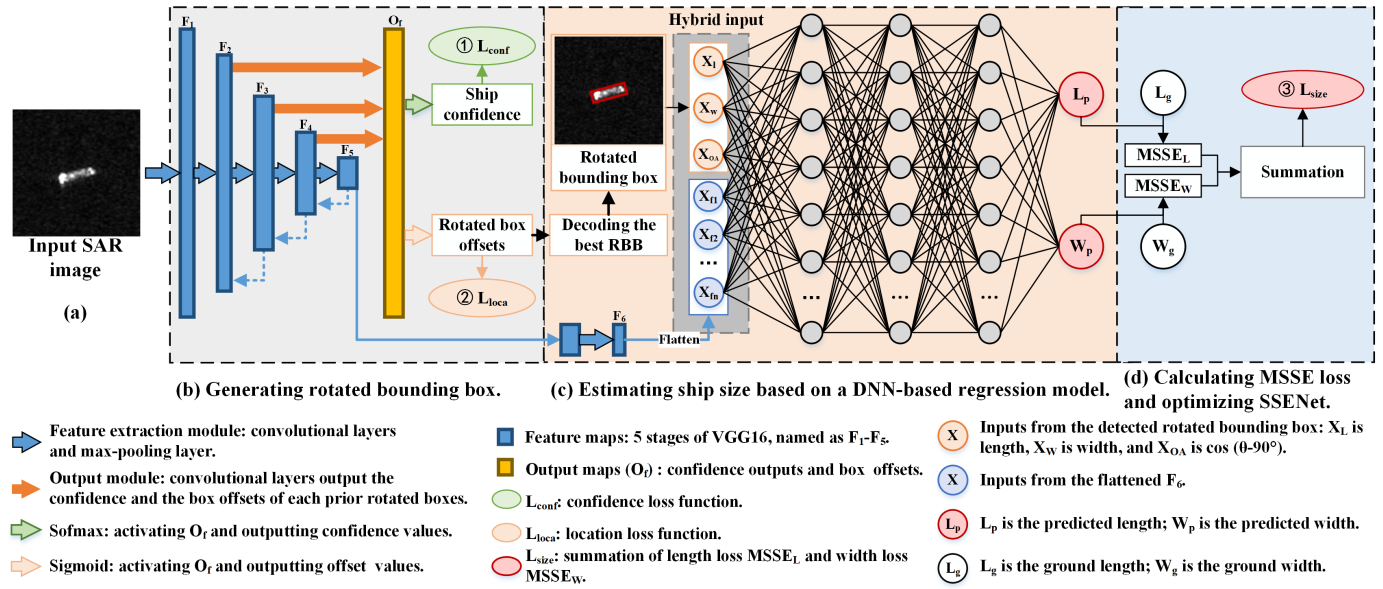 F1
F2
F3
F4
F5
Of
① Lconf
Ship
confidence
Rotated box
offsets
② Lloca
Input SAR
image
(a)
Hybrid input
Rotated
bounding box
Decoding the
best RBB
Xl
Xw
XOA
Xf1
Xf2
...
Xfn
F6
Flatten
...
...
...
Lp
Wp
Lg
Wg
MSSEL
MSSEW
Summation
③ Lsize
(b) Generating rotated bounding box.
(c) Estimating ship size based on a DNN-based regression model.
(d) Calculating MSSE loss
and optimizing SSENet.
Feature extraction module: convolutional layers
and max-pooling layer.
Output module: convolutional layers output the
confidence and the box offsets of each prior rotated boxes.
Sofmax: activating Of and outputting confidence values.
Sigmoid: activating Of and outputting offset values.
Feature maps: 5 stages of VGG16, named as F1-F5.
Output maps (Of) : confidence outputs and box offsets.
Lconf: confidence loss function.
Lloca: location loss function.
Lsize: summation of length loss MSSEL and width loss
MSSEW.
X
Inputs from the detected rotated bounding box: XL is
length, XW is width, and XOA is cos (θ-90°).
X
Inputs from the flattened F6.
Lp
Lp is the predicted length; Wp is the predicted width.
Lg
Lg is the ground length; Wg is the ground width.